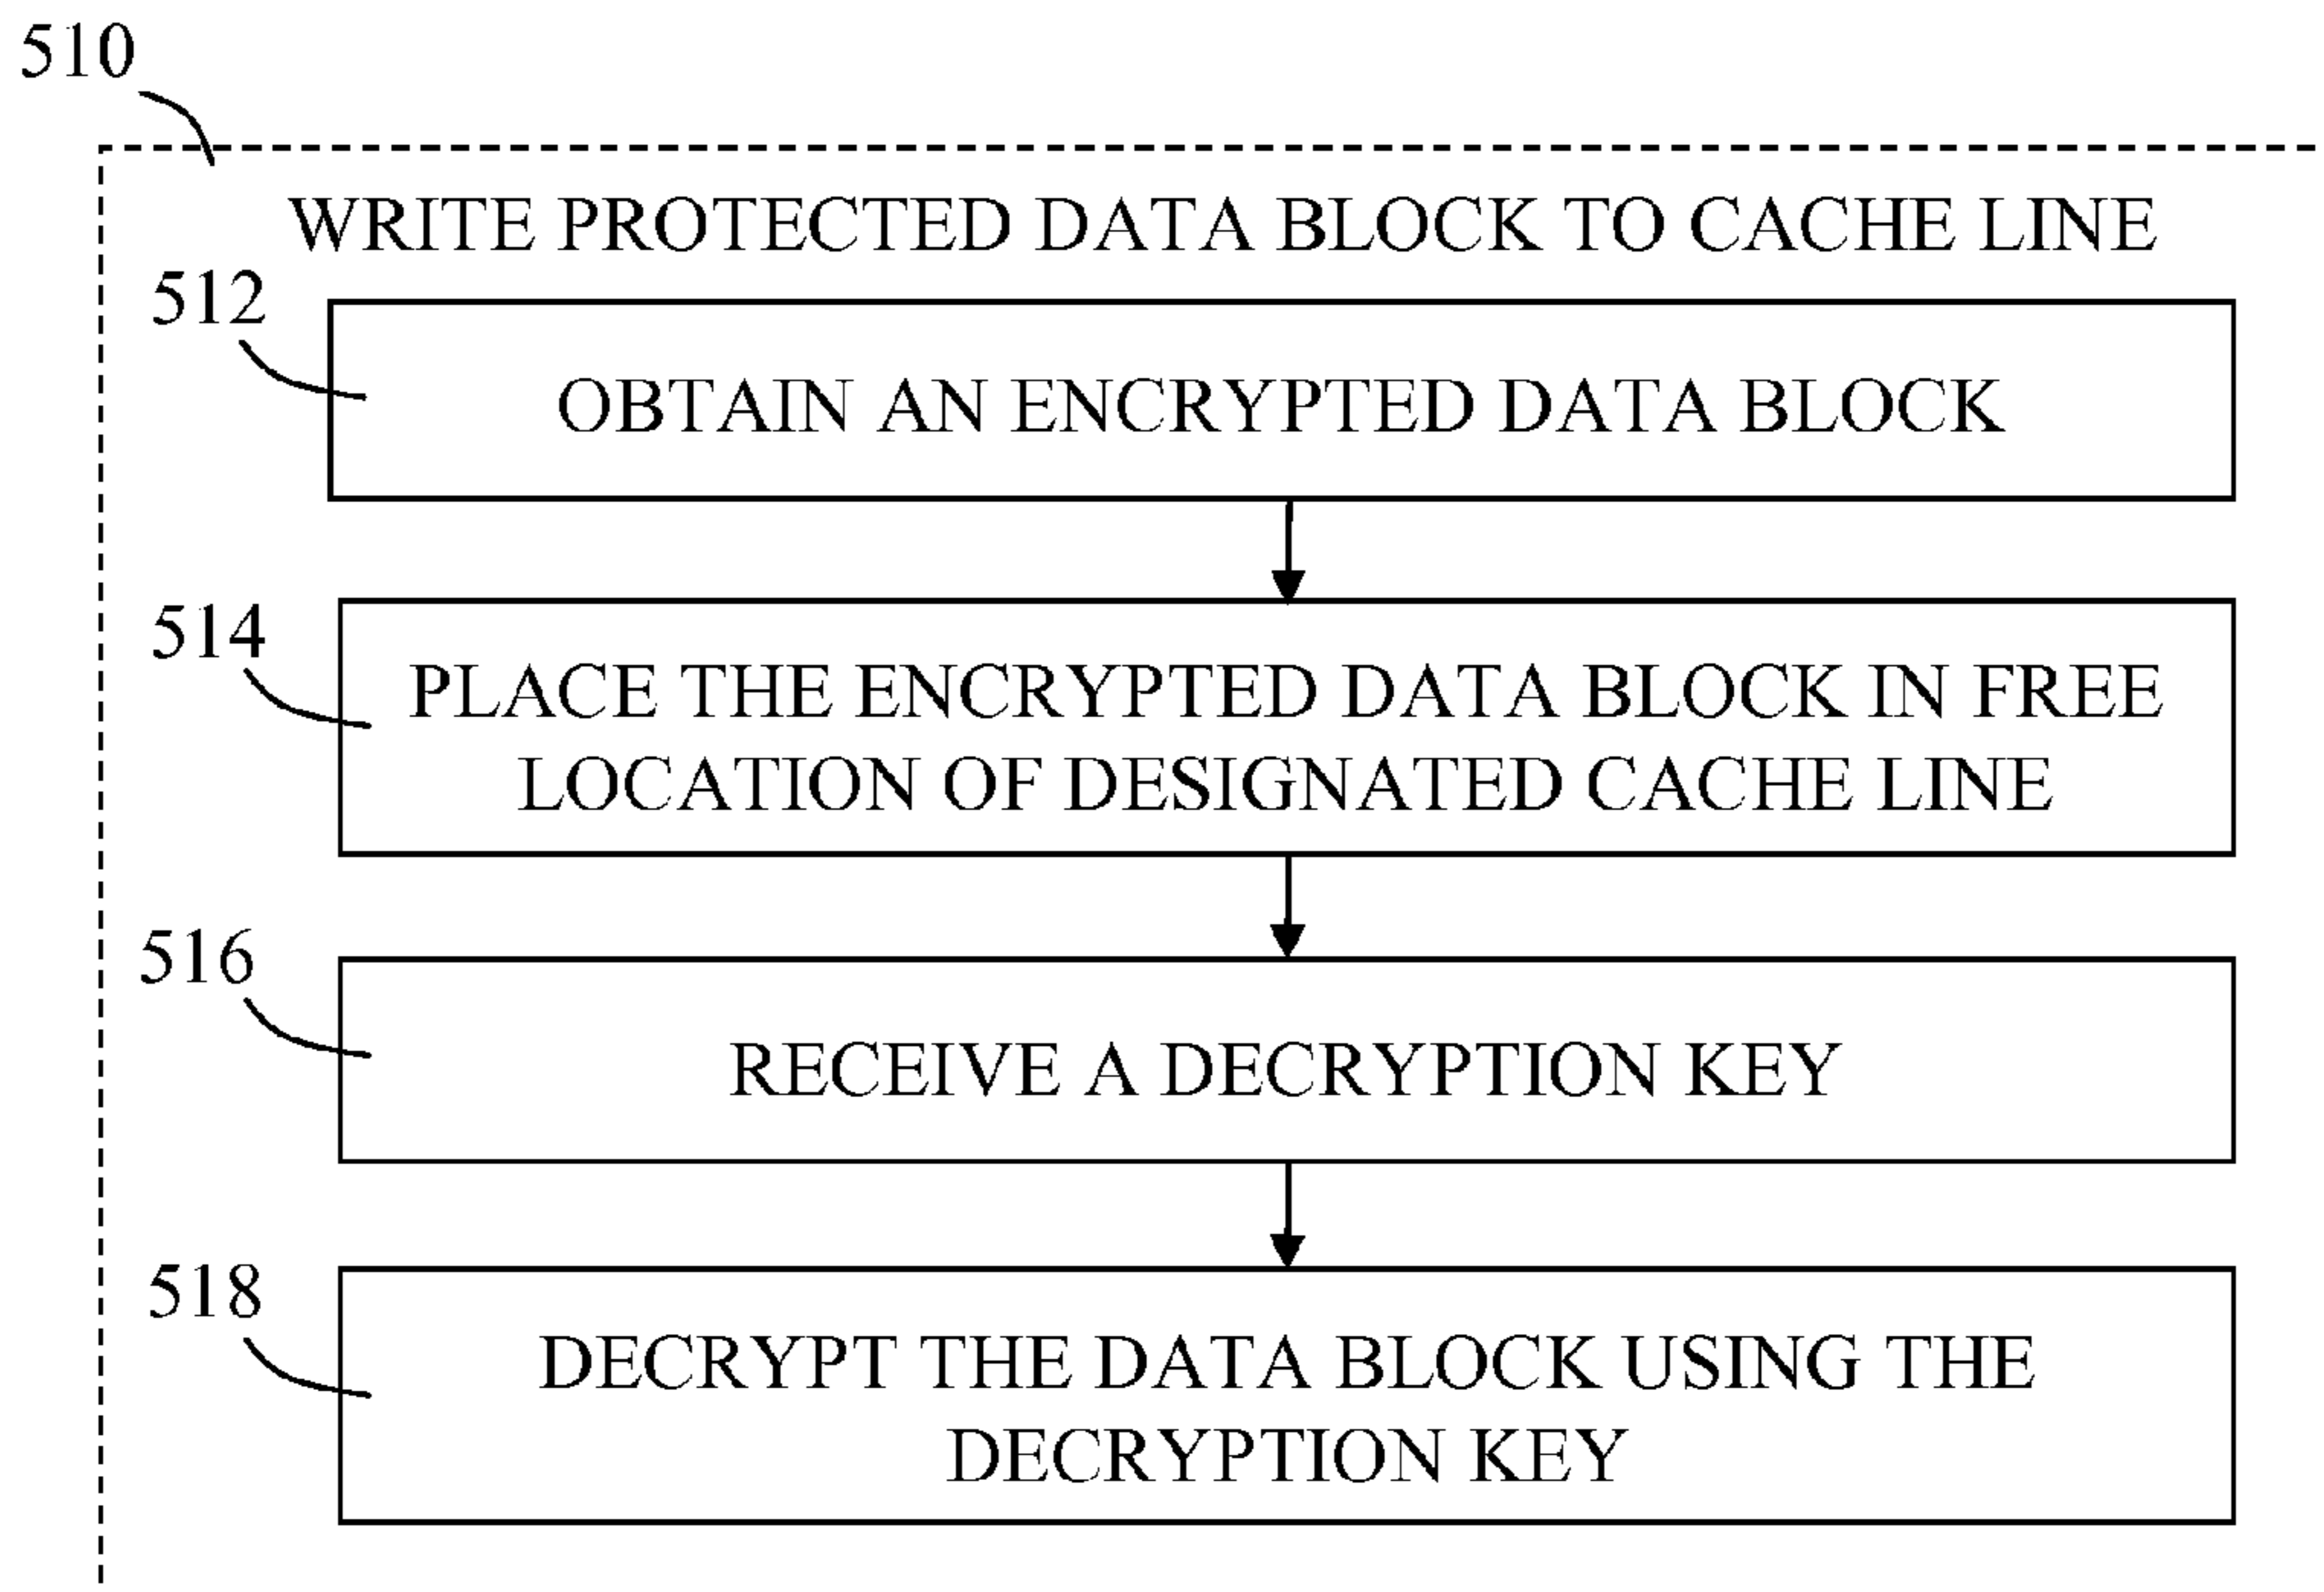 510
WRITE PROTECTED DATA BLOCK TO CACHE LINE
512
OBTAIN AN ENCRYPTED DATA BLOCK
514
PLACE THE ENCRYPTED DATA BLOCK IN FREE
LOCATION OF DESIGNATED CACHE LINE
516
RECEIVE A DECRYPTION KEY
518
DECRYPT THE DATA BLOCK USING THE
DECRYPTION KEY